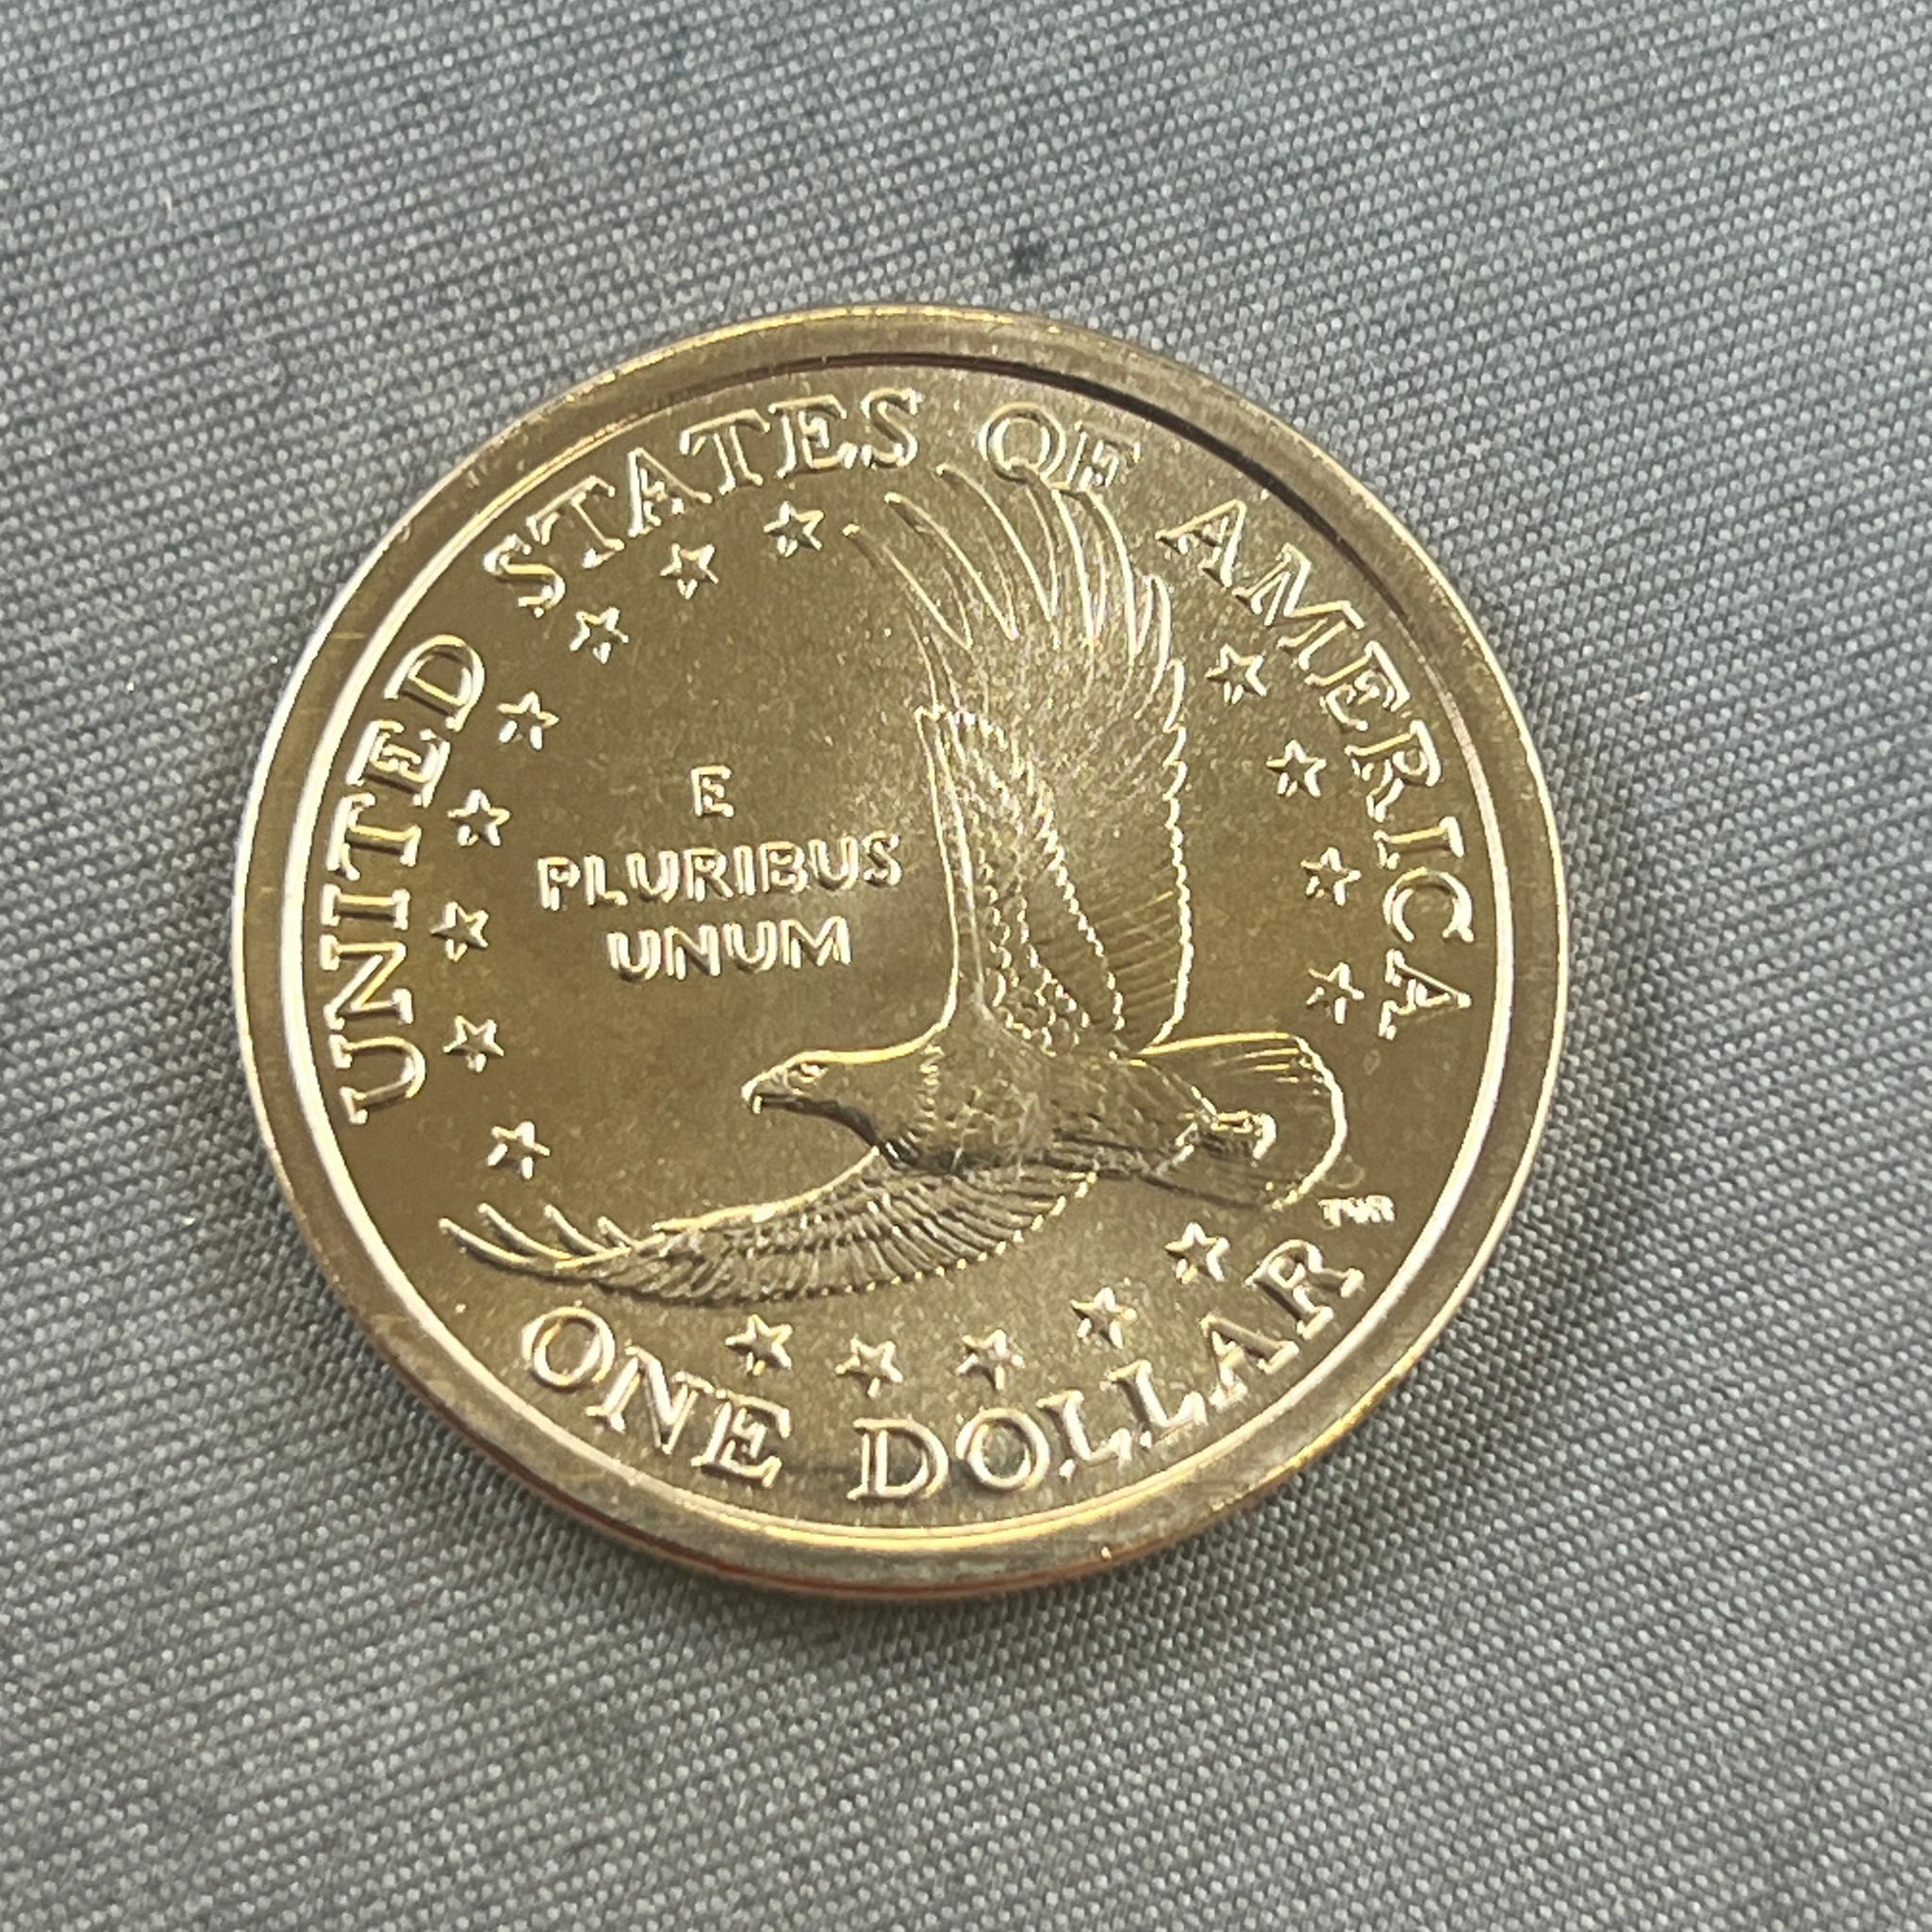 UNITED STATES OF AMERICA
E
PLURIBUS
UNUM
TDR
ONE DOLLAR